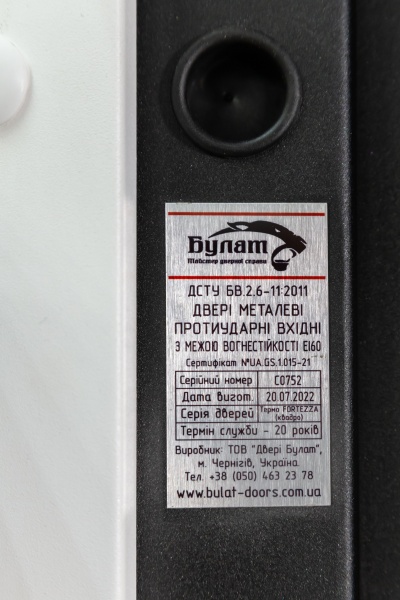 Булат
Майстер дверної справи
ДСТУ БВ.2.6-11:2011
ДВЕРІ МЕТАЛЕВІ
ПРОТИУДАРНІ ВХІДНІ
З МЕЖОЮ ВОГНЕСТІЙКОСТІ EI60
Сертифікат №UA.GS.1.015-21
Серійний номер C0752
Дата вигот. 20.07.2022
Серія дверей Термо FORTEZZA
(квадро)
Термін служби - 20 років
Виробник: ТОВ "Двері Булат",
м. Чернігів, Україна.
Тел. +38 (050) 463 23 78
www.bulat-doors.com.ua